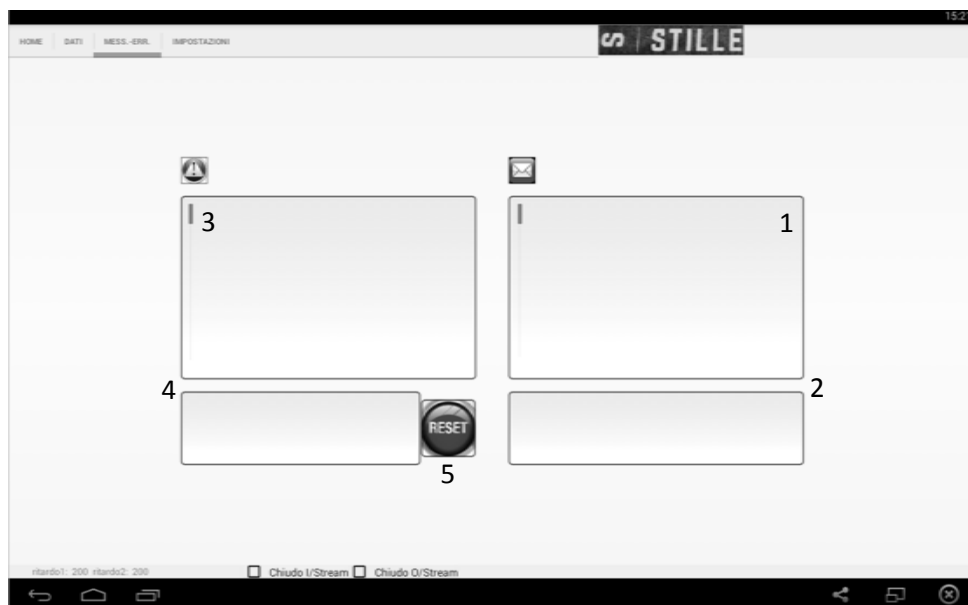 15:2
HOME DATI MESS.-ERR. IMPOSTAZIONI
S STILLE
3
1
4
2
RESET
5
ritardo1: 200 ritardo2: 200 Chiudo I/Stream Chiudo O/Stream